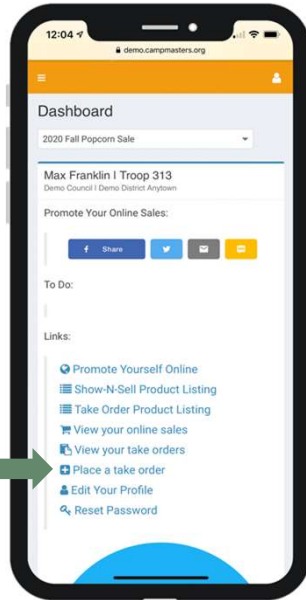 12:04
demo.campmasters.org
Dashboard
2020 Fall Popcorn Sale
Max Franklin I Troop 313
Demo Council I Demo District Anytown
Promote Your Online Sales:
f Share
To Do:
Links:
Promote Yourself Online
Show-N-Sell Product Listing
Take Order Product Listing
View your online sales
View your take orders
Place a take order
Edit Your Profile
Reset Password